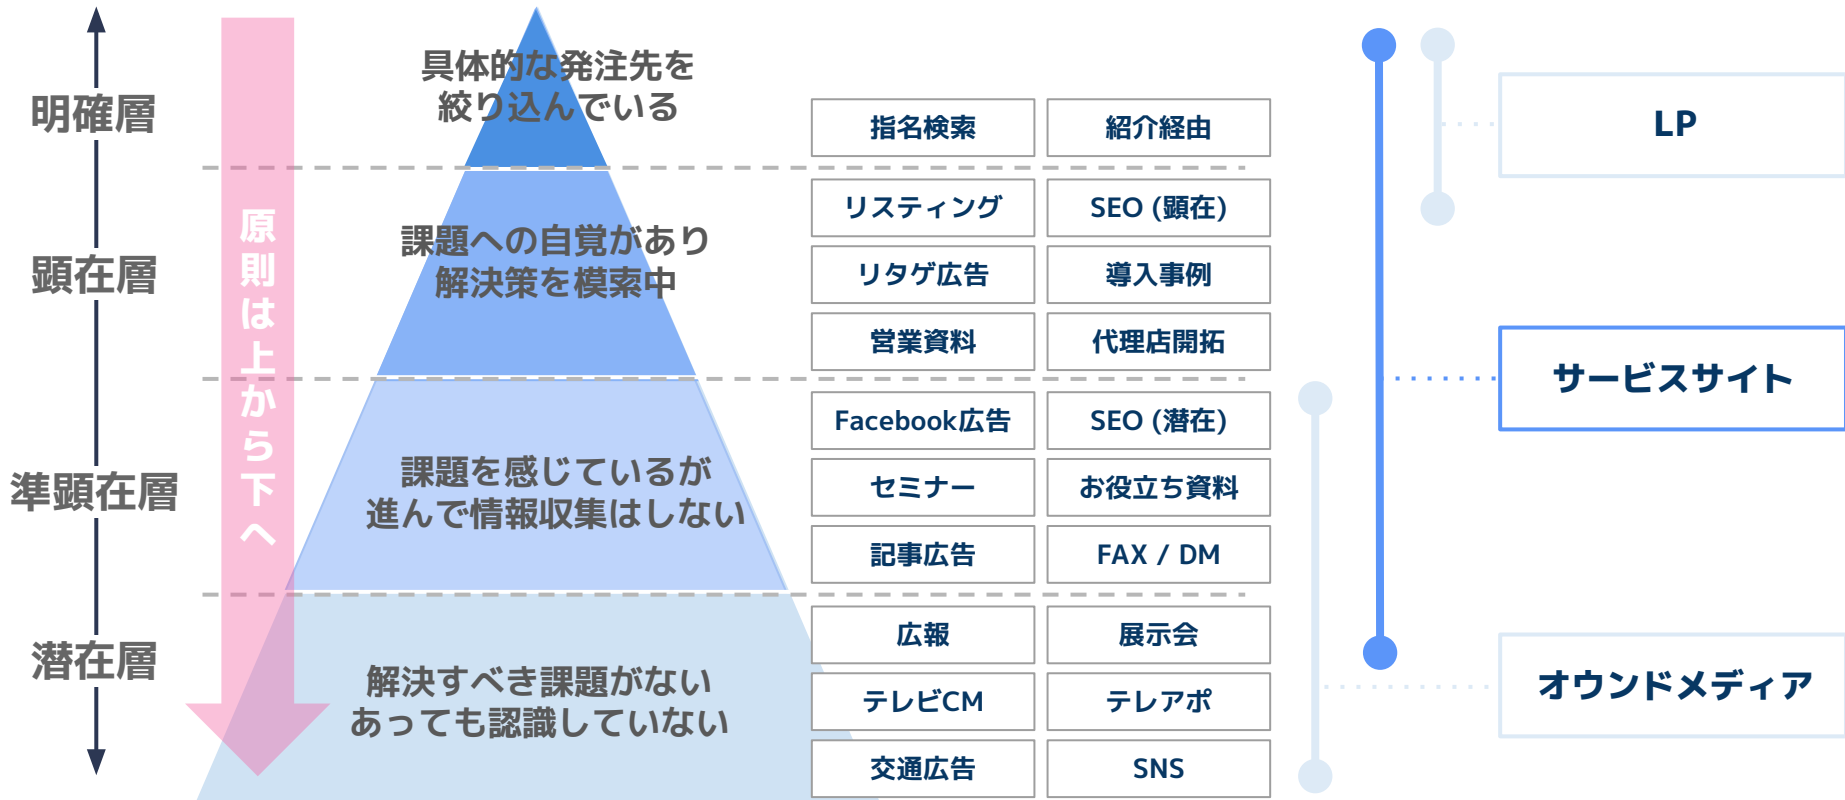 明確層
顕在層
準顕在層
潜在層
原則は上から下へ
具体的な発注先を
絞り込んでいる
課題への自覚があり
解決策を模索中
課題を感じているが
進んで情報収集はしない
解決すべき課題がない
あっても認識していない
指名検索
紹介経由
リスティング
SEO (顕在)
リタゲ広告
導入事例
営業資料
代理店開拓
Facebook広告
SEO (潜在)
セミナー
お役立ち資料
記事広告
FAX / DM
広報
展示会
テレビCM
テレアポ
交通広告
SNS
LP
サービスサイト
オウンドメディア